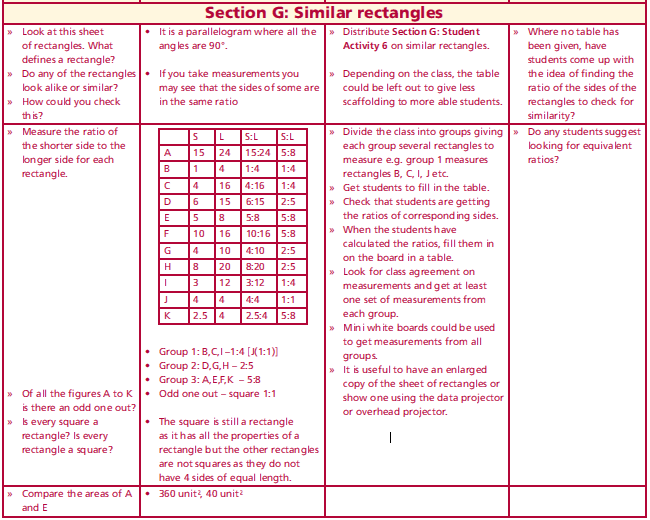 Section G: Similar rectangles
» Look at this sheet
of rectangles. What
defines a rectangle?
» Do any of the rectangles
look alike or similar?
» How could you check
this?
• It is a parallelogram where all the
angles are 90°.
• If you take measurements you
may see that the sides of some are
in the same ratio
» Distribute Section G: Student
Activity 6 on similar rectangles.
» Depending on the class, the table
could be left out to give less
scaffolding to more able students.
» Where no table has
been given, have
students come up with
the idea of finding the
ratio of the sides of the
rectangles to check for
similarity?
» Measure the ratio of
the shorter side to the
longer side for each
rectangle.
S L S:L S:L
A 15 24 15:24 5:8
B 1 4 1:4 1:4
C 4 16 4:16 1:4
D 6 15 6:15 2:5
E 5 8 5:8 5:8
F 10 16 10:16 5:8
G 4 10 4:10 2:5
H 8 20 8:20 2:5
I 3 12 3:12 1:4
J 4 4 4:4 1:1
K 2.5 4 2.5:4 5:8
• Group 1: B,C,I –1:4 [J(1:1)]
• Group 2: D,G,H – 2:5
• Group 3: A,E,F,K – 5:8
» Of all the figures A to K
is there an odd one out?
• Odd one out – square 1:1
» Is every square a
rectangle? Is every
rectangle a square?
• The square is still a rectangle
as it has all the properties of a
rectangle but the other rectangles
are not squares as they do not
have 4 sides of equal length.
» Divide the class into groups giving
each group several rectangles to
measure e.g. group 1 measures
rectangles B, C, I, J etc.
» Get students to fill in the table.
» Check that students are getting
the ratios of corresponding sides.
» When the students have
calculated the ratios, fill them in
on the board in a table.
» Look for class agreement on
measurements and get at least
one set of measurements from
each group.
» Mini white boards could be used
to get measurements from all
groups.
» It is useful to have an enlarged
copy of the sheet of rectangles or
show one using the data projector
or overhead projector.
» Do any students suggest
looking for equivalent
ratios?
» Compare the areas of A
and E
• 360 unit², 40 unit²